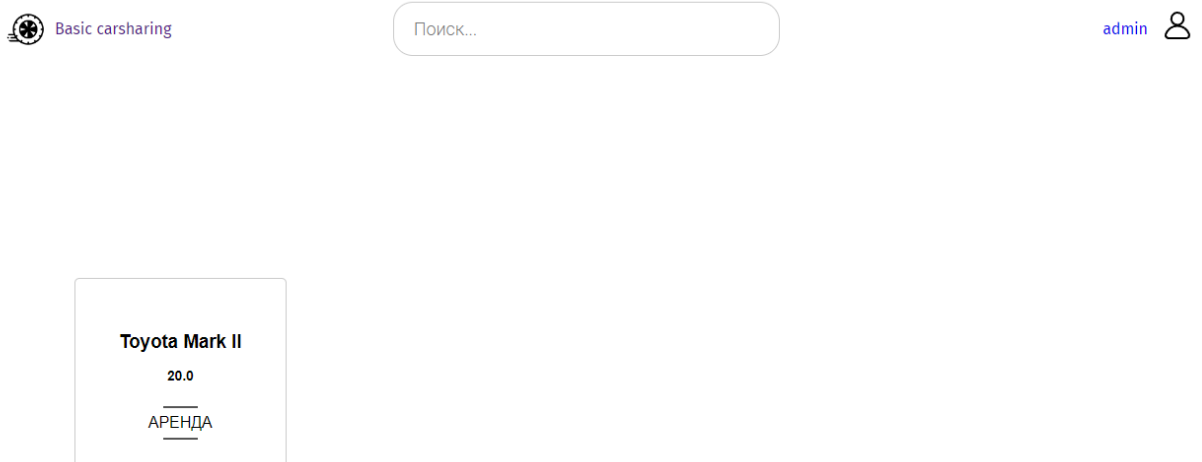 Basic carsharing
Поиск...
admin
Toyota Mark II
20.0
АРЕНДА